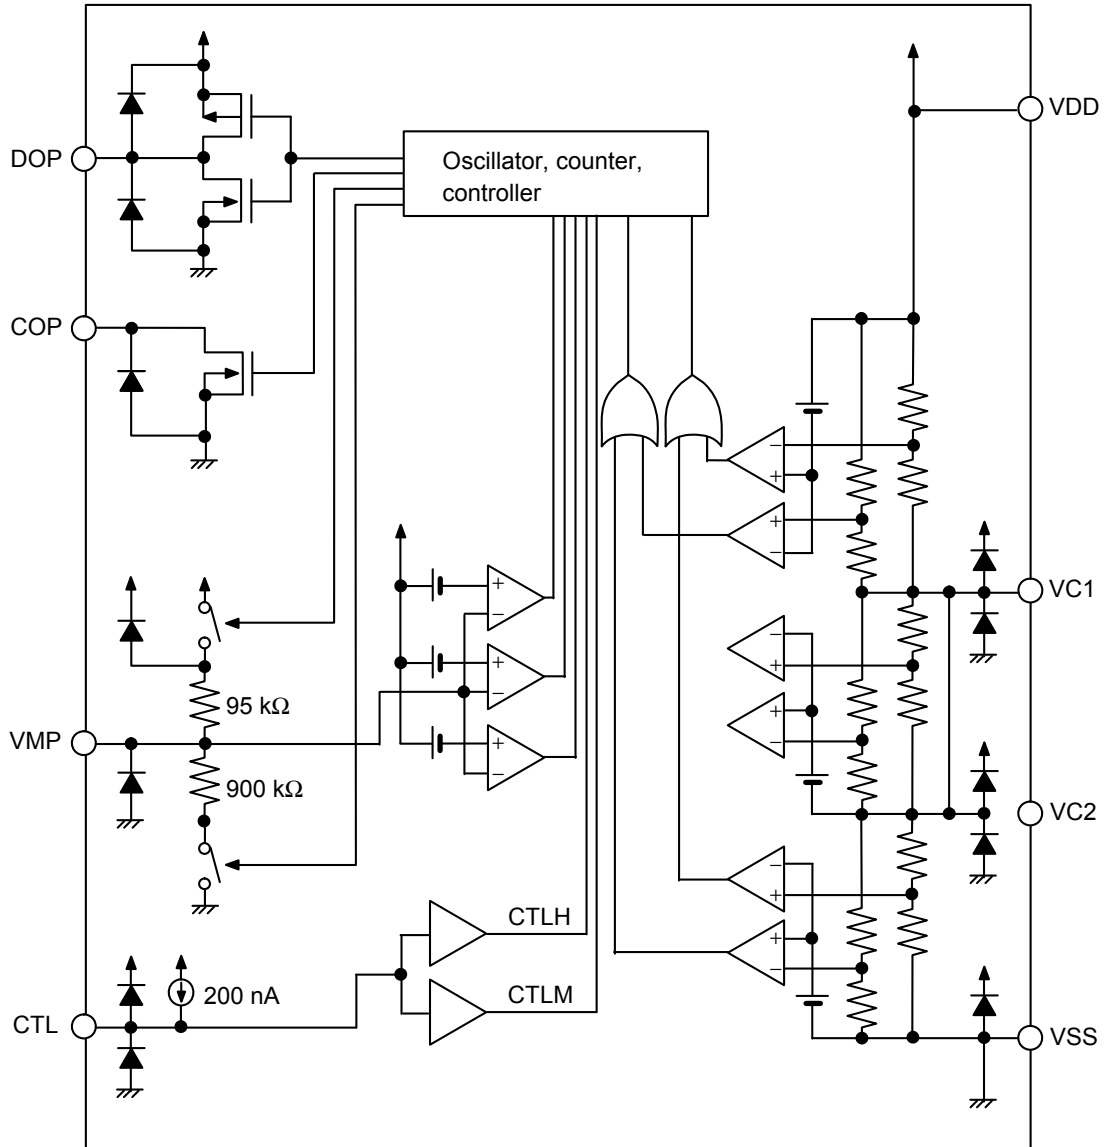 VDD
DOP
Oscillator, counter,
controller
COP
−
+
+
−
+
−
VC1
−
+
+
−
95 kΩ
+
−
VMP
+
−
900 kΩ
VC2
−
+
CTLH
+
−
200 nA
CTLM
CTL
VSS